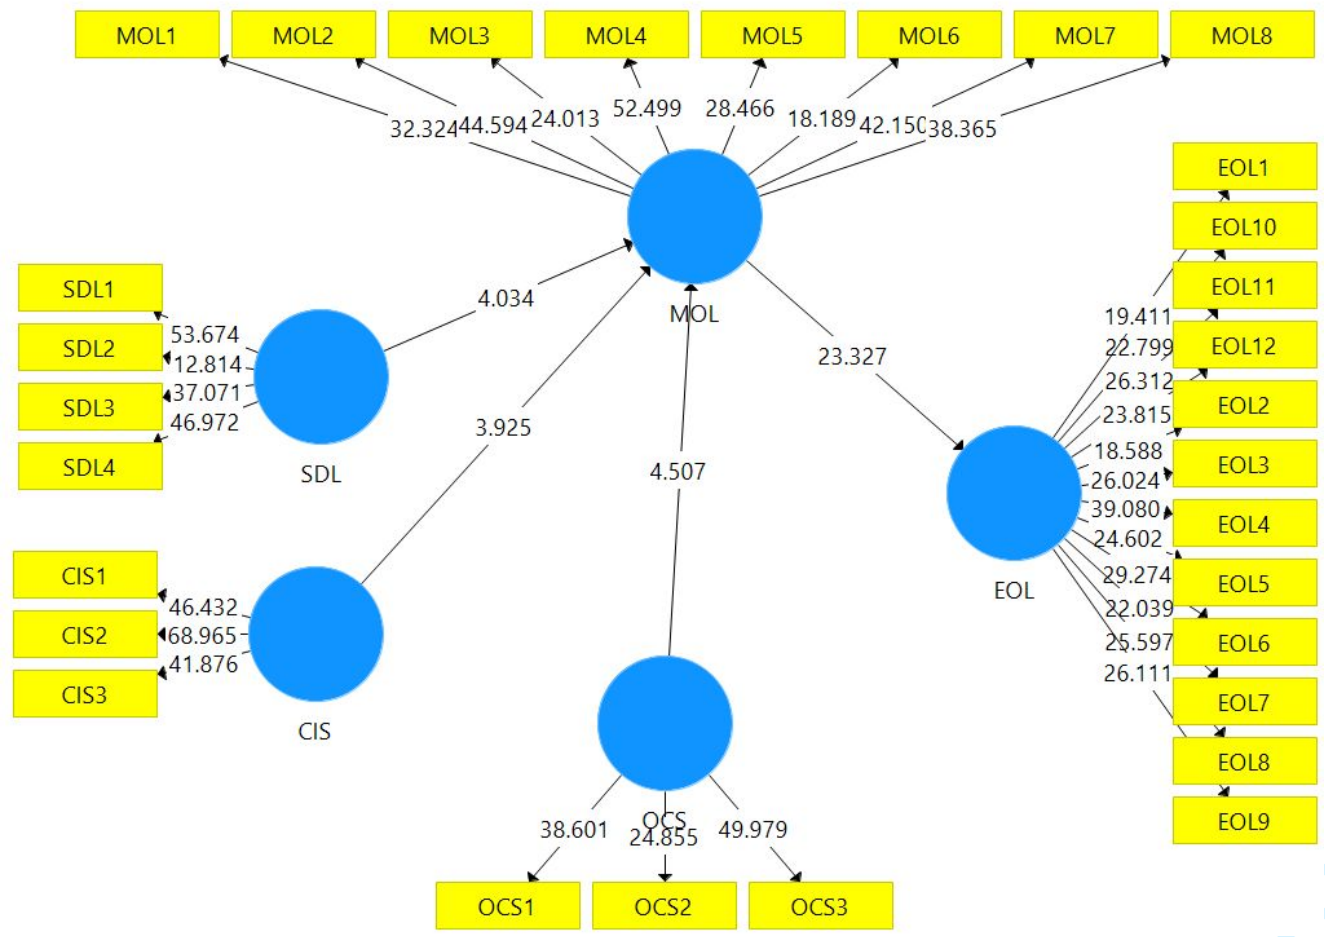 MOL1 MOL2 MOL3 MOL4 MOL5 MOL6 MOL7 MOL8
32.324 44.594 24.013 52.499 28.466 18.189 42.150 38.365
MOL
SDL1
SDL2
SDL3
SDL4
53.674
12.814
37.071
46.972
SDL
4.034
CIS1
CIS2
CIS3
46.432
68.965
41.876
CIS
3.925
4.507
23.327
OCS
38.601 24.855 49.979
OCS1 OCS2 OCS3
EOL
19.411
22.799
26.312
23.815
18.588
26.024
39.080
24.602
29.274
22.039
25.597
26.111
EOL1
EOL10
EOL11
EOL12
EOL2
EOL3
EOL4
EOL5
EOL6
EOL7
EOL8
EOL9